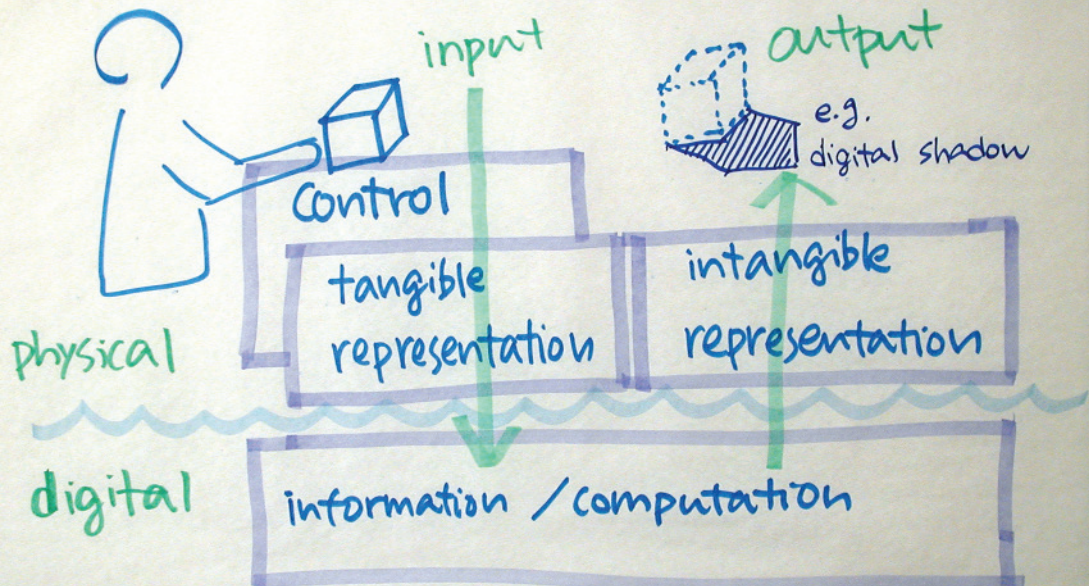 input
output
e.g.
digital shadow
control
tangible
representation
intangible
representation
physical
digital
information / computation